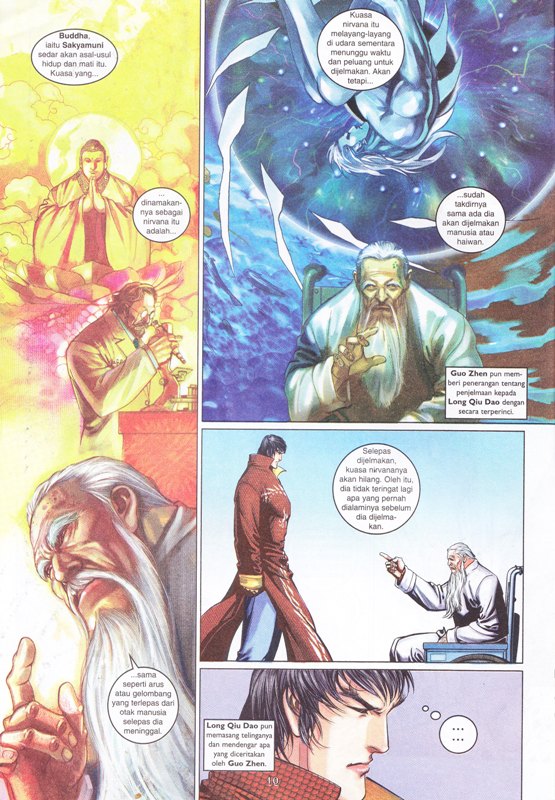 Buddha,
iaitu Sakyamuni
sedar akan asal-usul
hidup dan mati itu.
Kuasa yang...
...
dinamakan-
nya sebagai
nirvana itu
adalah...
...sama
seperti arus
atau gelombang
yang terlepas dari
otak manusia
selepas dia
meninggal.
Kuasa
nirvana itu
melayang-layang
di udara sementara
menunggu waktu
dan peluang untuk
dijelmakan. Akan
tetapi...
...sudah
takdirnya
sama ada dia
akan dijelmakan
manusia atau
haiwan.
Guo Zhen pun mem-
beri penerangan tentang
penjelmaan kepada
Long Qiu Dao dengan
secara terperinci.
Selepas
dijelmakan,
kuasa nirvananya
akan hilang. Oleh itu,
dia tidak teringat lagi
apa yang pernah
dialaminya sebelum
dia dijelma-
kan.
Long Qiu Dao pun
memasang telinganya
dan mendengar apa
yang diceritakan
oleh Guo Zhen.
...
...
10